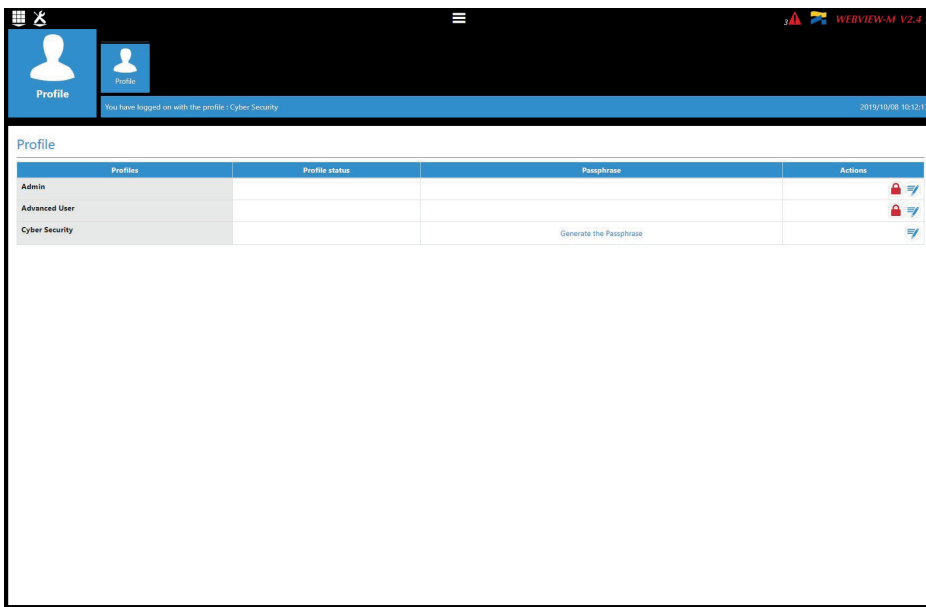 3 WEBVIEW-M V2.4
Profile
Profile
You have logged on with the profile : Cyber Security 2019/10/08 10:12:1
Profile
Profiles Profile status Passphrase Actions
Admin
Advanced User
Cyber Security Generate the Passphrase